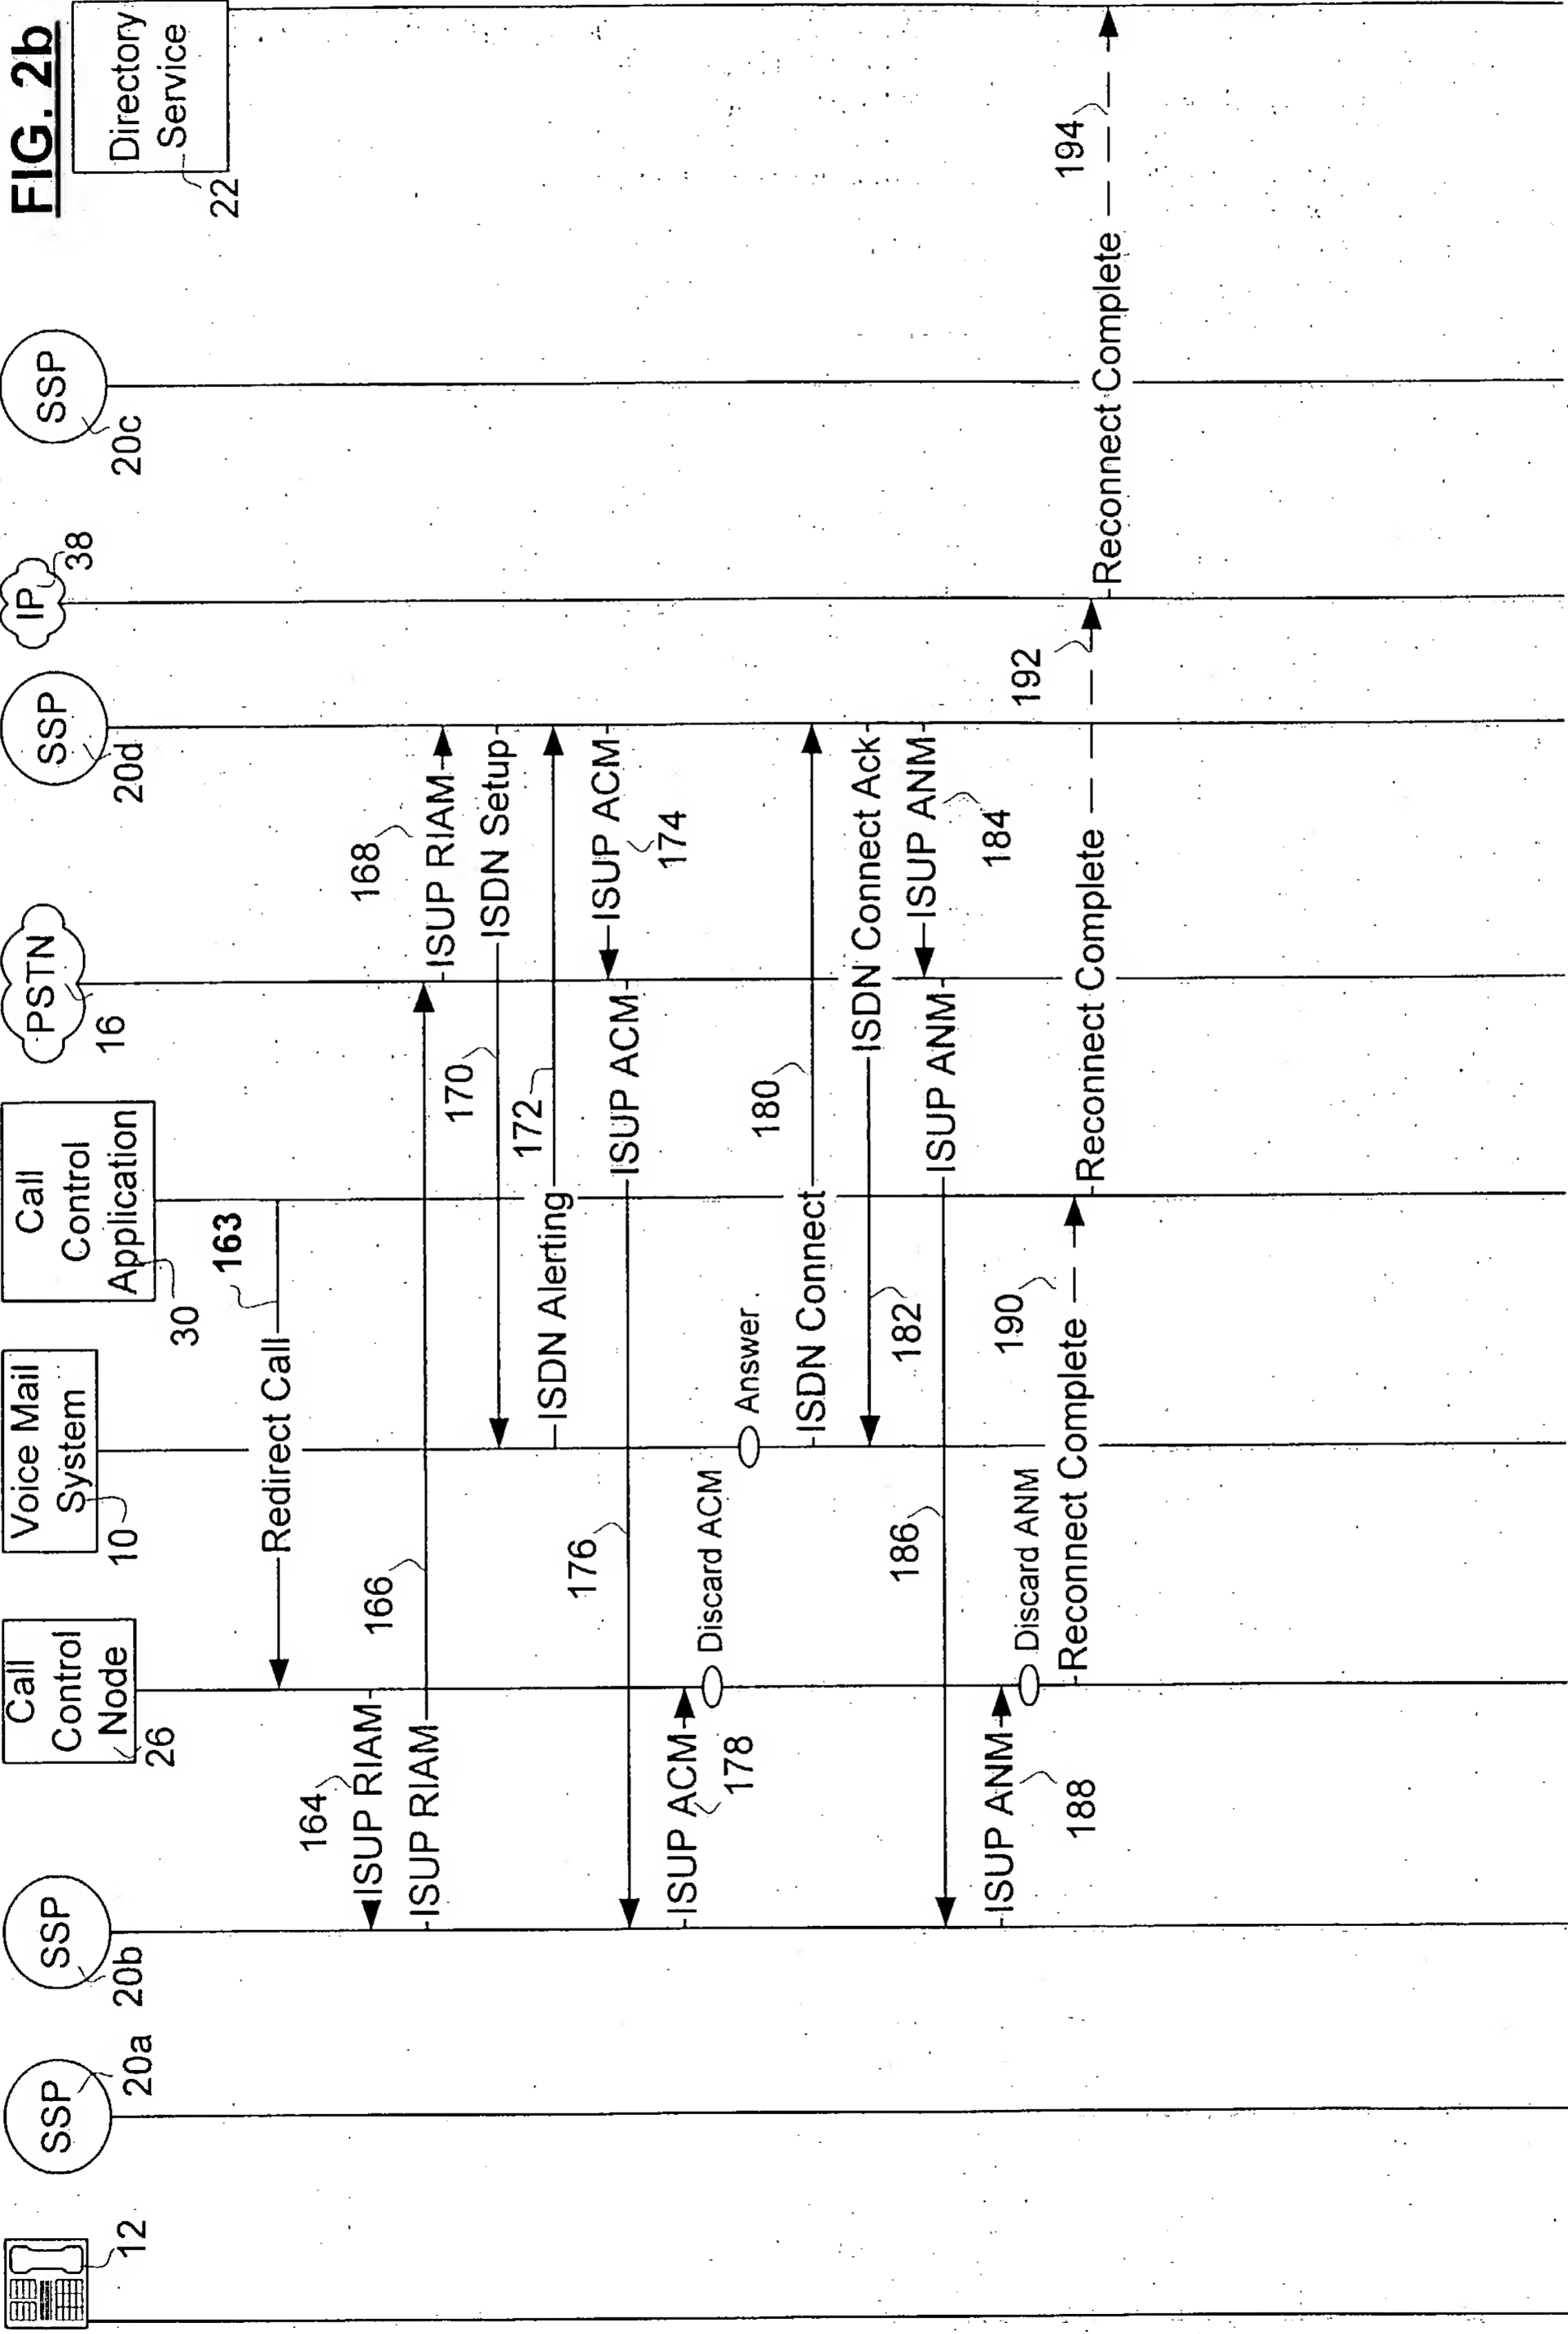 FIG. 2b
12
SSP
20a
SSP
20b
Call
Control
Node
26
Voice Mail
System
10
Call
Control
Application
30
PSTN
16
SSP
20d
IP
38
SSP
20c
Directory
Service
22
Redirect Call
163
164
ISUP RIAM
ISUP RIAM
166
168
ISUP RIAM
170
ISDN Setup
ISDN Alerting
172
ISUP ACM
174
176
ISUP ACM
ISUP ACM
178
Discard ACM
Answer
ISDN Connect
180
182
ISDN Connect Ack
ISUP ANM
184
186
ISUP ANM
ISUP ANM
188
Discard ANM
Reconnect Complete
190
Reconnect Complete
192
Reconnect Complete
194